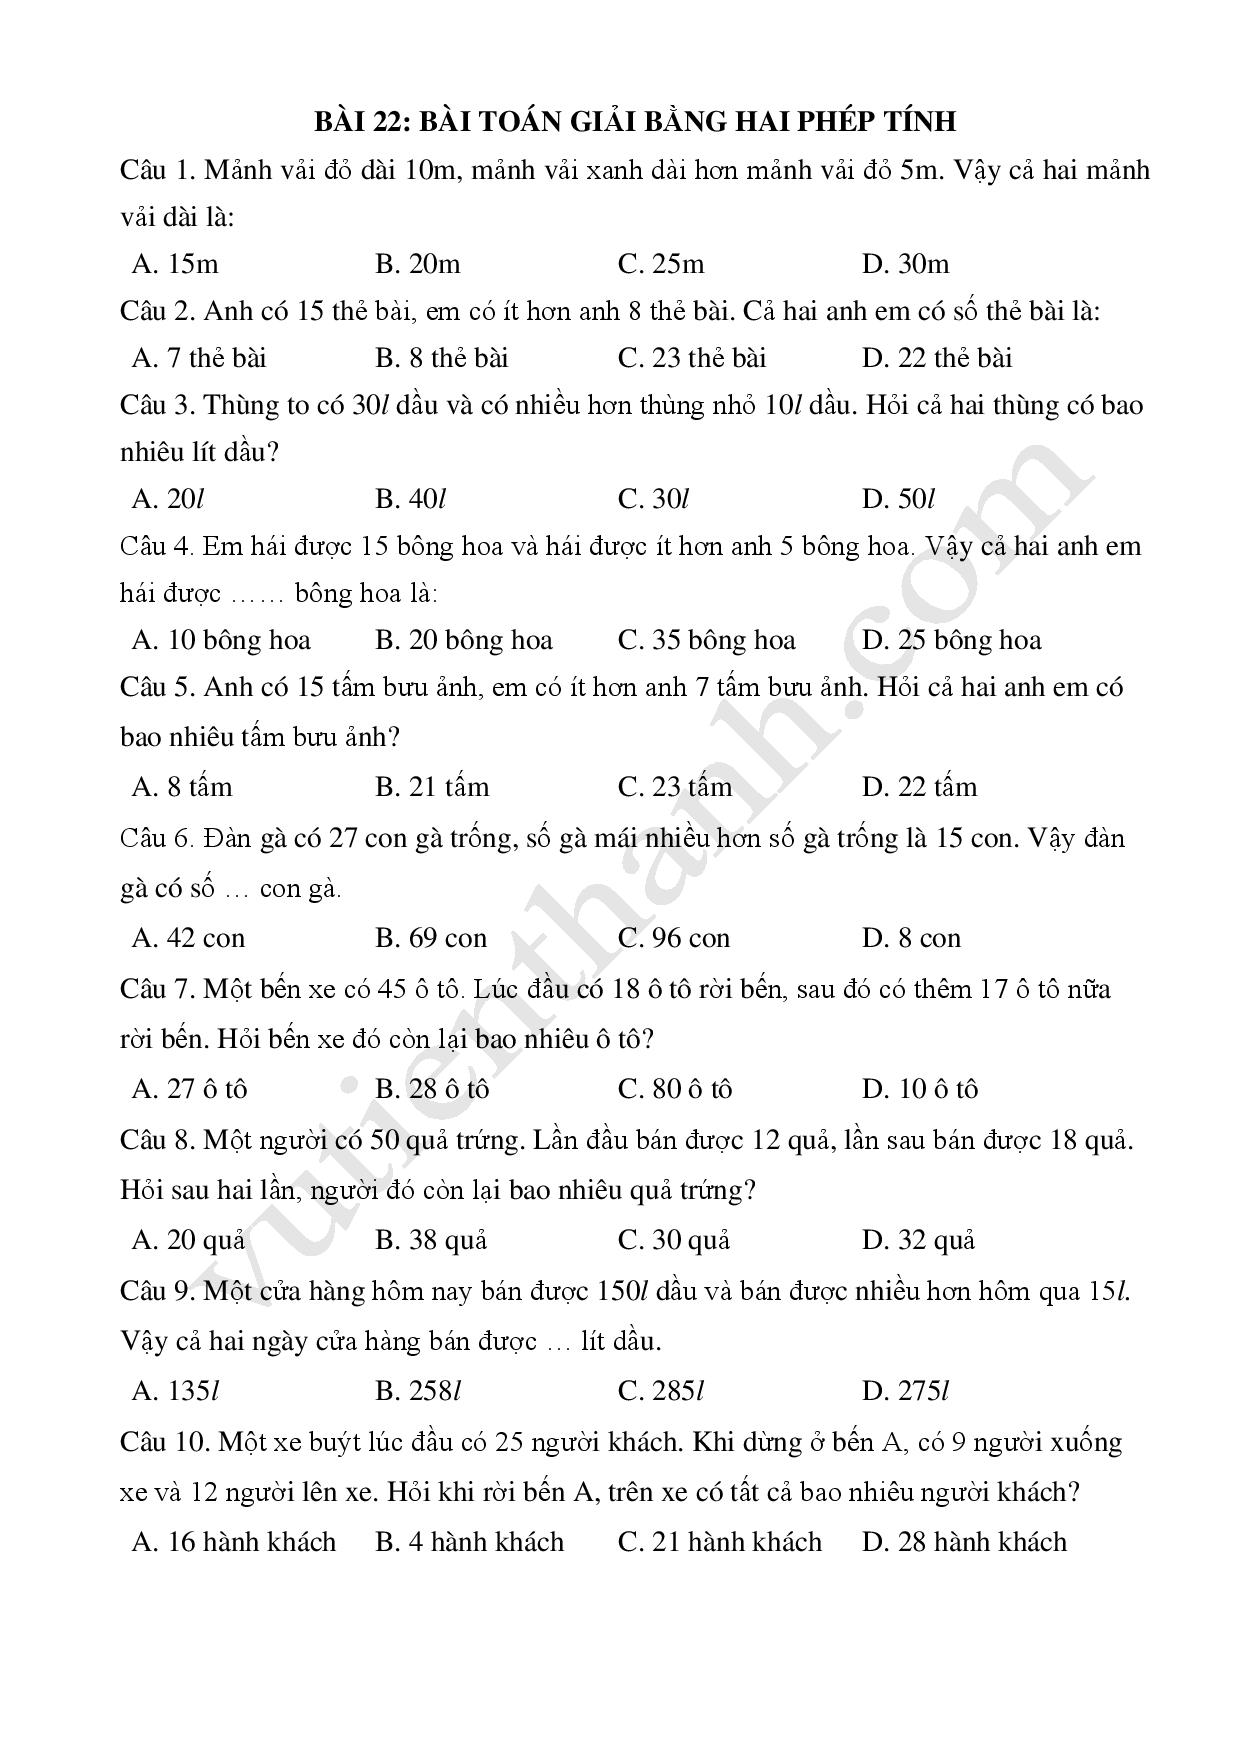 BÀI 22: BÀI TOÁN GIẢI BẰNG HAI PHÉP TÍNH
Câu 1. Mảnh vải đỏ dài 10m, mảnh vải xanh dài hơn mảnh vải đỏ 5m. Vậy cả hai mảnh
vải dài là:
A. 15m B. 20m C. 25m D. 30m
Câu 2. Anh có 15 thẻ bài, em có ít hơn anh 8 thẻ bài. Cả hai anh em có số thẻ bài là:
A. 7 thẻ bài B. 8 thẻ bài C. 23 thẻ bài D. 22 thẻ bài
Câu 3. Thùng to có 30l dầu và có nhiều hơn thùng nhỏ 10l dầu. Hỏi cả hai thùng có bao
nhiêu lít dầu?
A. 20l B. 40l C. 30l D. 50l
Câu 4. Em hái được 15 bông hoa và hái được ít hơn anh 5 bông hoa. Vậy cả hai anh em
hái được …… bông hoa là:
A. 10 bông hoa B. 20 bông hoa C. 35 bông hoa D. 25 bông hoa
Câu 5. Anh có 15 tấm bưu ảnh, em có ít hơn anh 7 tấm bưu ảnh. Hỏi cả hai anh em có
bao nhiêu tấm bưu ảnh?
A. 8 tấm B. 21 tấm C. 23 tấm D. 22 tấm
Câu 6. Đàn gà có 27 con gà trống, số gà mái nhiều hơn số gà trống là 15 con. Vậy đàn
gà có số … con gà.
A. 42 con B. 69 con C. 96 con D. 8 con
Câu 7. Một bến xe có 45 ô tô. Lúc đầu có 18 ô tô rời bến, sau đó có thêm 17 ô tô nữa
rời bến. Hỏi bến xe đó còn lại bao nhiêu ô tô?
A. 27 ô tô B. 28 ô tô C. 80 ô tô D. 10 ô tô
Câu 8. Một người có 50 quả trứng. Lần đầu bán được 12 quả, lần sau bán được 18 quả.
Hỏi sau hai lần, người đó còn lại bao nhiêu quả trứng?
A. 20 quả B. 38 quả C. 30 quả D. 32 quả
Câu 9. Một cửa hàng hôm nay bán được 150l dầu và bán được nhiều hơn hôm qua 15l.
Vậy cả hai ngày cửa hàng bán được … lít dầu.
A. 135l B. 258l C. 285l D. 275l
Câu 10. Một xe buýt lúc đầu có 25 người khách. Khi dừng ở bến A, có 9 người xuống
xe và 12 người lên xe. Hỏi khi rời bến A, trên xe có tất cả bao nhiêu người khách?
A. 16 hành khách B. 4 hành khách C. 21 hành khách D. 28 hành khách
vutienthanh.com